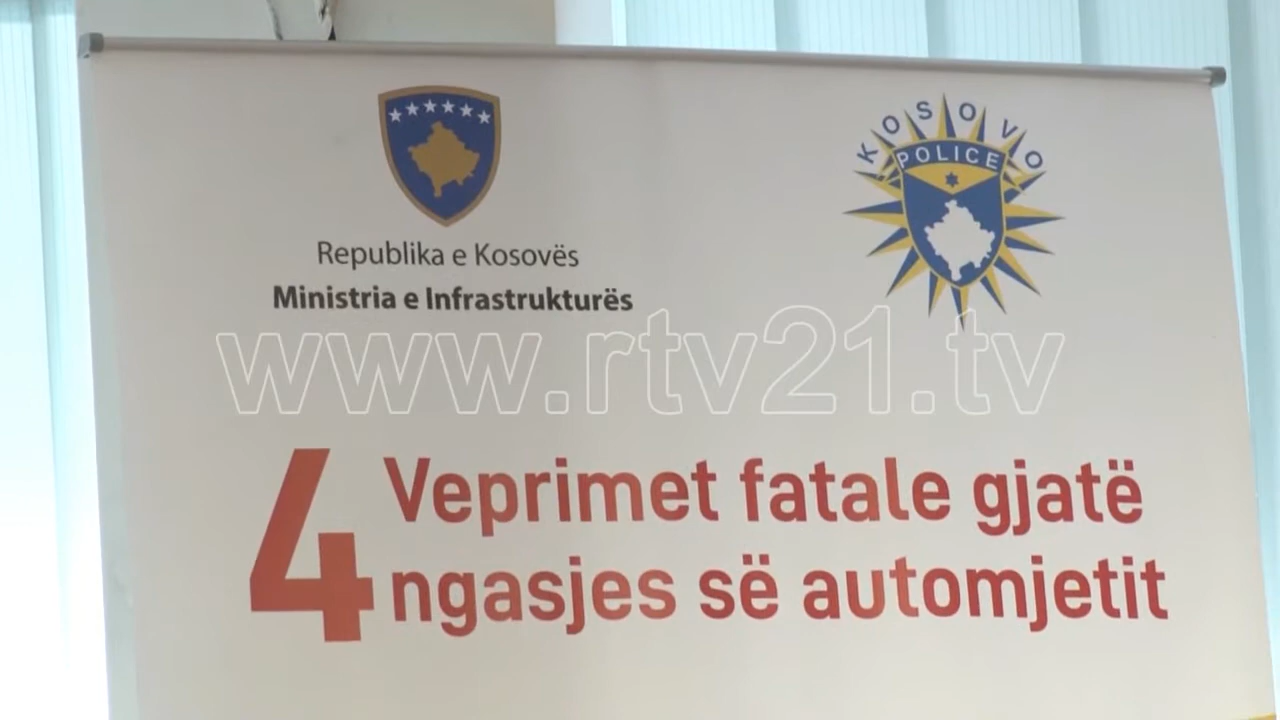 KOSOVO
POLICE
Republika e Kosovës
Ministria e Infrastrukturës
www.rtv21.tv
4 Veprimet fatale gjatë
ngasjes së automjetit